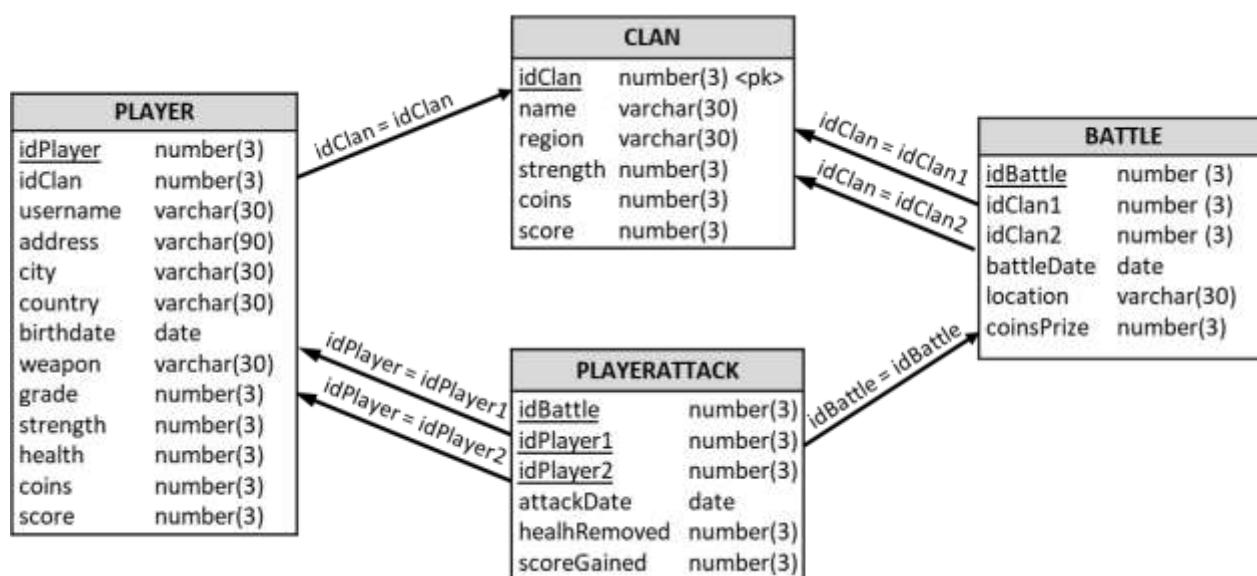 CLAN
idClan number(3) <pk>
name varchar(30)
region varchar(30)
strength number(3)
coins number(3)
score number(3)
PLAYER
idPlayer number(3)
idClan number(3)
username varchar(30)
address varchar(90)
city varchar(30)
country varchar(30)
birthdate date
weapon varchar(30)
grade number(3)
strength number(3)
health number(3)
coins number(3)
score number(3)
idClan = idClan
idClan = idClan1
idClan = idClan2
BATTLE
idBattle number (3)
idClan1 number (3)
idClan2 number (3)
battleDate date
location varchar(30)
coinsPrize number(3)
idPlayer = idPlayer1
idPlayer = idPlayer2
idBattle = idBattle
PLAYERATTACK
idBattle number(3)
idPlayer1 number(3)
idPlayer2 number(3)
attackDate date
healhRemoved number(3)
scoreGained number(3)